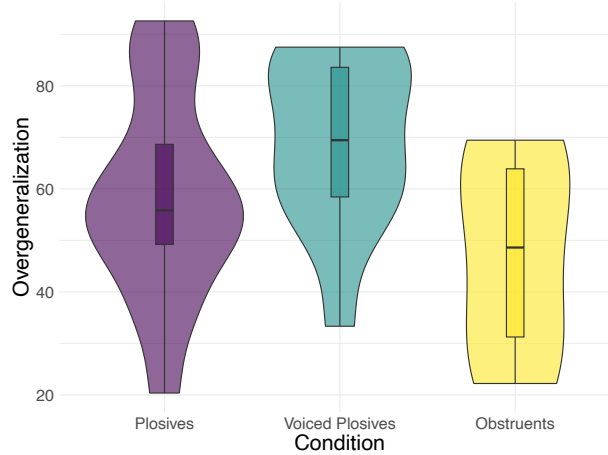 Overgeneralization
80
60
40
20
Plosives Voiced Plosives Obstruents
Condition